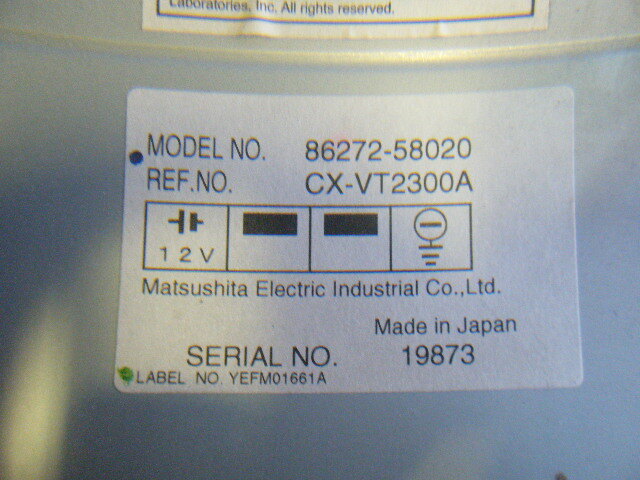 Laboratories, Inc. All rights reserved.
MODEL NO. 86272-58020
REF.NO. CX-VT2300A
12V
Matsushita Electric Industrial Co.,Ltd.
Made in Japan
SERIAL NO. 19873
LABEL NO. YEFM01661A